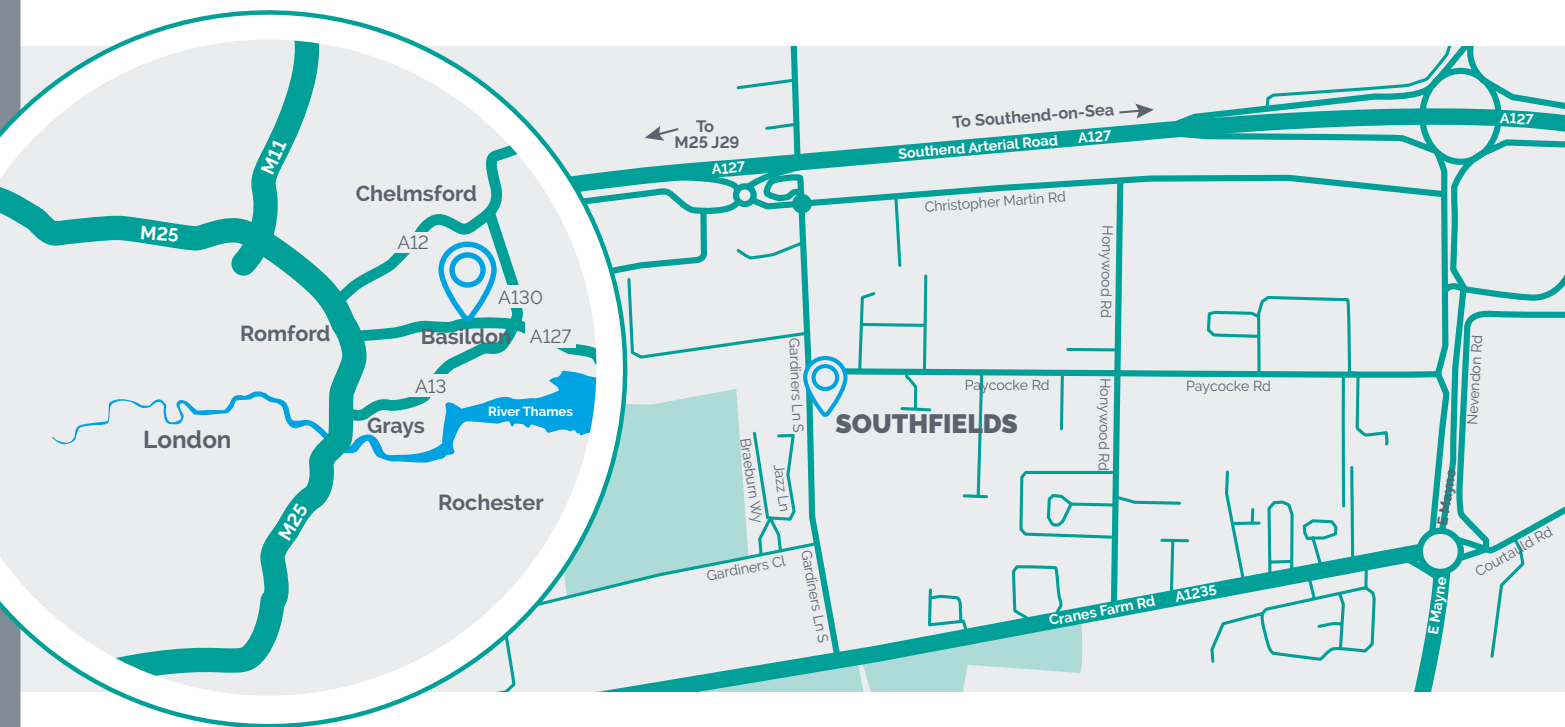 M11
Chelmsford
M25
A12
A130
Romford
Basildon
A127
A13
River Thames
Grays
London
Rochester
M25
To
M25 J29
To Southend-on-Sea
A127
Southend Arterial Road
A127
A127
Christopher Martin Rd
Honywood Rd
Gardiners Ln S
Paycocke Rd
Paycocke Rd
Nevendon Rd
SOUTHFIELDS
Honywood Rd
Braeburn Wy
Jazz Ln
E Mayne
Gardiners Cl
Gardiners Ln S
Courtauld Rd
Cranes Farm Rd
A1235
E Mayne